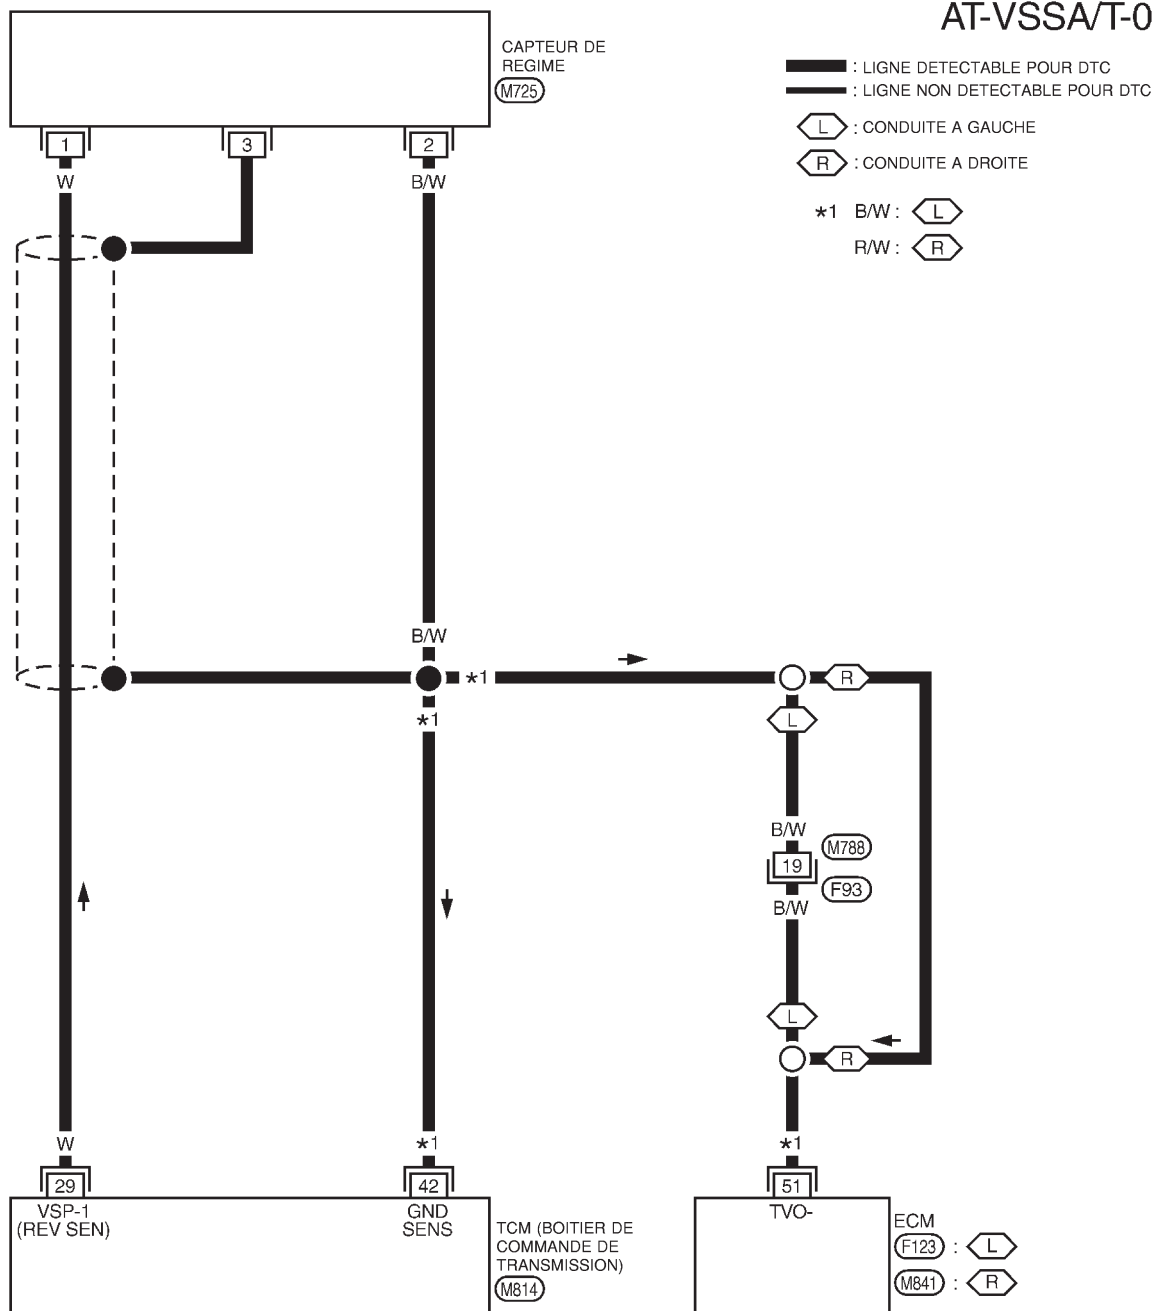 AT-VSSA/T-0
CAPTEUR DE
REGIME
M725
: LIGNE DETECTABLE POUR DTC
: LIGNE NON DETECTABLE POUR DTC
L : CONDUITE A GAUCHE
R : CONDUITE A DROITE
*1 B/W : L
R/W : R
1
3
2
W
B/W
B/W
*1
R
*1
L
B/W
M788
19
F93
B/W
L
R
W
*1
*1
29
42
51
VSP-1
(REV SEN)
GND
SENS
TVO-
TCM (BOITIER DE
COMMANDE DE
TRANSMISSION)
M814
ECM
F123 : L
M841 : R